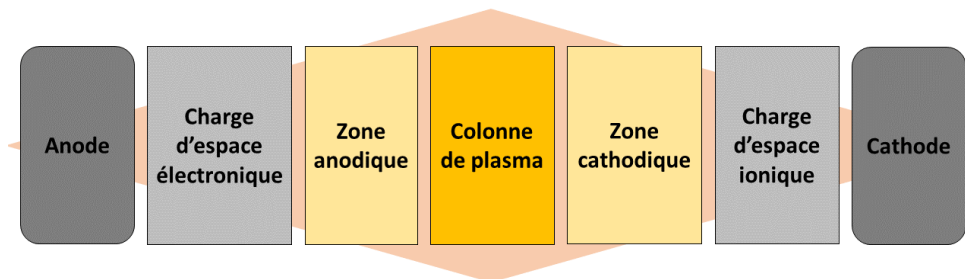 Anode
Charge
d'espace
électronique
Zone
anodique
Colonne
de plasma
Zone
cathodique
Charge
d'espace
ionique
Cathode